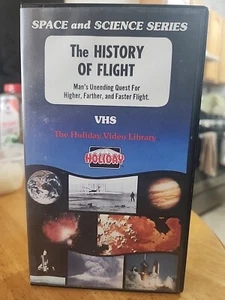 SPACE and SCIENCE SERIES
The HISTORY
OF FLIGHT
Man's Unending Quest For
Higher, Farther, and Faster Flight.
VHS
The Holiday Video Library
HOLIDAY